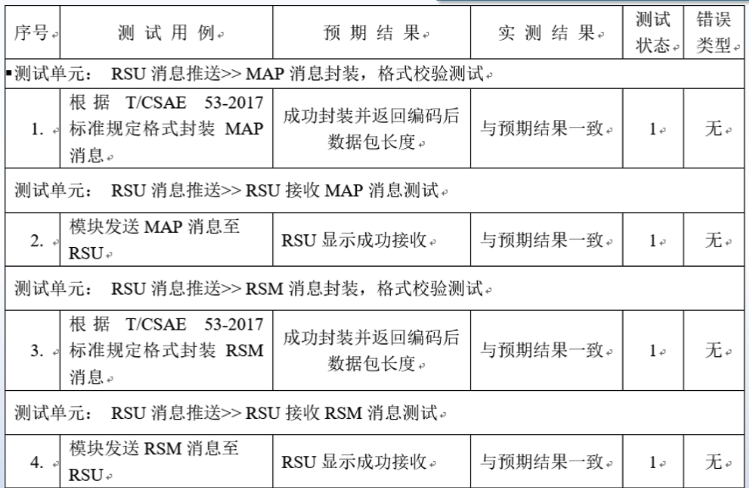 序号 测 试 用 例 预 期 结 果 实 测 结 果 测试状态 错误类型
测试单元： RSU 消息推送>> MAP 消息封装，格式校验测试
1. 根据 T/CSAE 53-2017 标准规定格式封装 MAP 消息 成功封装并返回编码后数据包长度 与预期结果一致 1 无
测试单元： RSU 消息推送>> RSU 接收 MAP 消息测试
2. 模块发送 MAP 消息至 RSU RSU 显示成功接收 与预期结果一致 1 无
测试单元： RSU 消息推送>> RSM 消息封装，格式校验测试
3. 根据 T/CSAE 53-2017 标准规定格式封装 RSM 消息 成功封装并返回编码后数据包长度 与预期结果一致 1 无
测试单元： RSU 消息推送>> RSU 接收 RSM 消息测试
4. 模块发送 RSM 消息至 RSU RSU 显示成功接收 与预期结果一致 1 无